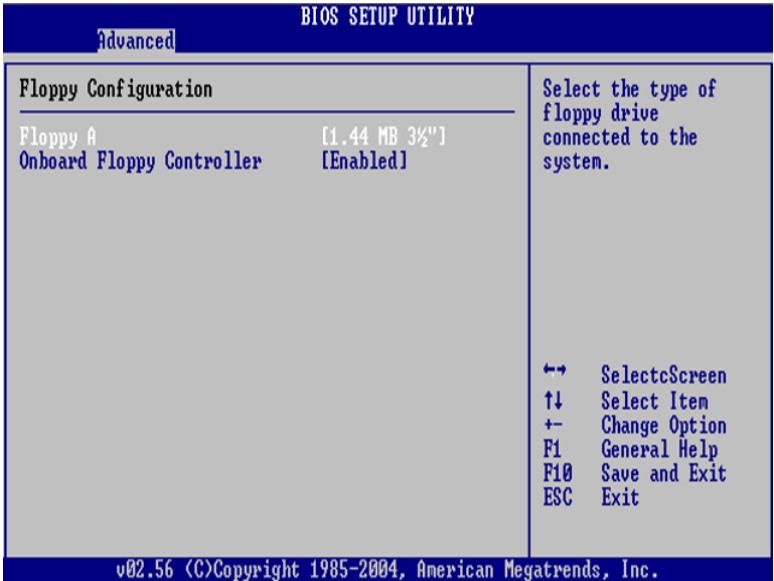 BIOS SETUP UTILITY
Advanced
Floppy Configuration
Floppy A [1.44 MB 3½"]
Onboard Floppy Controller [Enabled]
Select the type of
floppy drive
connected to the
system.
←→ SelectcScreen
↑↓ Select Item
+- Change Option
F1 General Help
F10 Save and Exit
ESC Exit
v02.56 (C)Copyright 1985-2004, American Megatrends, Inc.